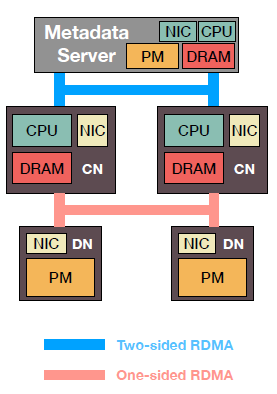 Metadata Server
NIC CPU
PM DRAM
CPU NIC
DRAM CN
CPU NIC
DRAM CN
NIC DN
PM
NIC DN
PM
Two-sided RDMA
One-sided RDMA